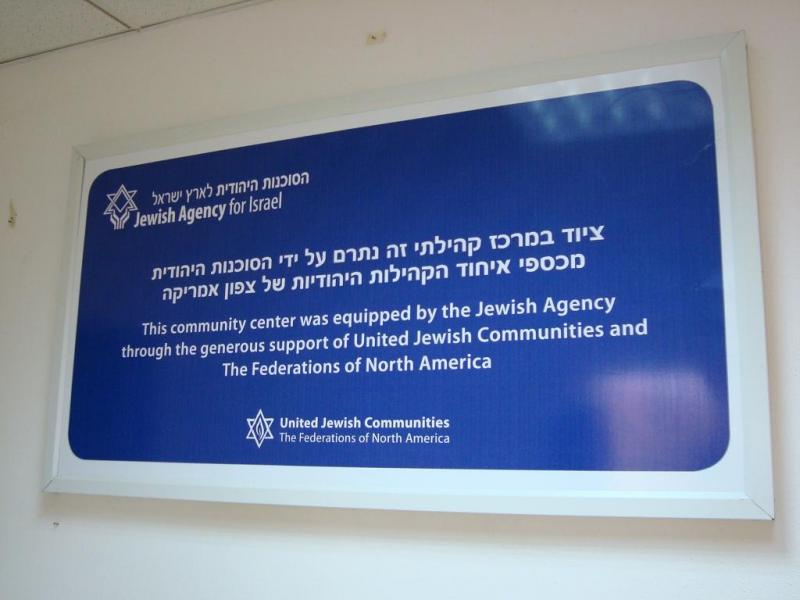 הסוכנות היהודית לארץ ישראל
Jewish Agency for Israel
ציוד במרכז קהילתי זה נתרם על ידי הסוכנות היהודית
מכספי איחוד הקהילות היהודיות של צפון אמריקה
This community center was equipped by the Jewish Agency
through the generous support of United Jewish Communities and
The Federations of North America
United Jewish Communities
The Federations of North America